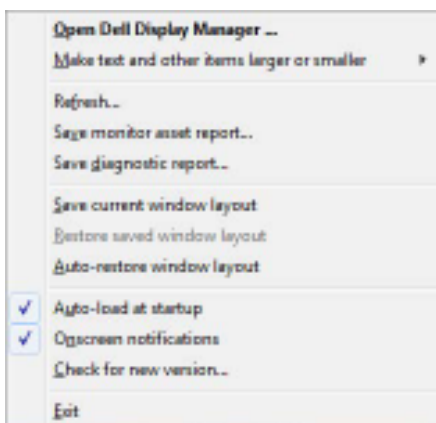 Open Dell Display Manager ...
Make text and other items larger or smaller
Refresh...
Save monitor asset report...
Save diagnostic report...
Save current window layout
Restore saved window layout
Auto-restore window layout
Auto-load at startup
Onscreen notifications
Check for new version...
Exit